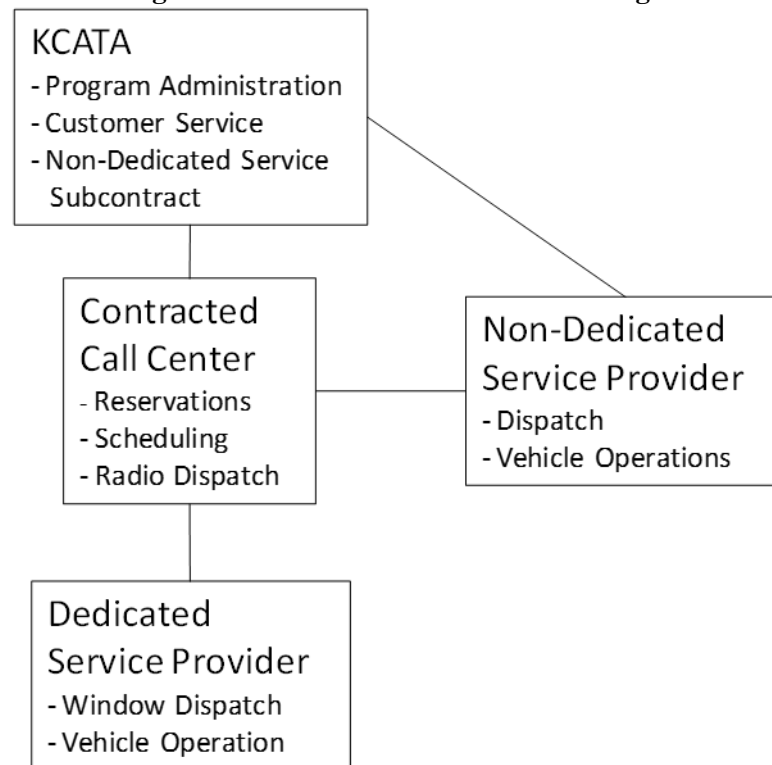 KCATA
- Program Administration
- Customer Service
- Non-Dedicated Service
Subcontract
Contracted
Call Center
- Reservations
- Scheduling
- Radio Dispatch
Non-Dedicated
Service Provider
- Dispatch
- Vehicle Operations
Dedicated
Service Provider
- Window Dispatch
- Vehicle Operation